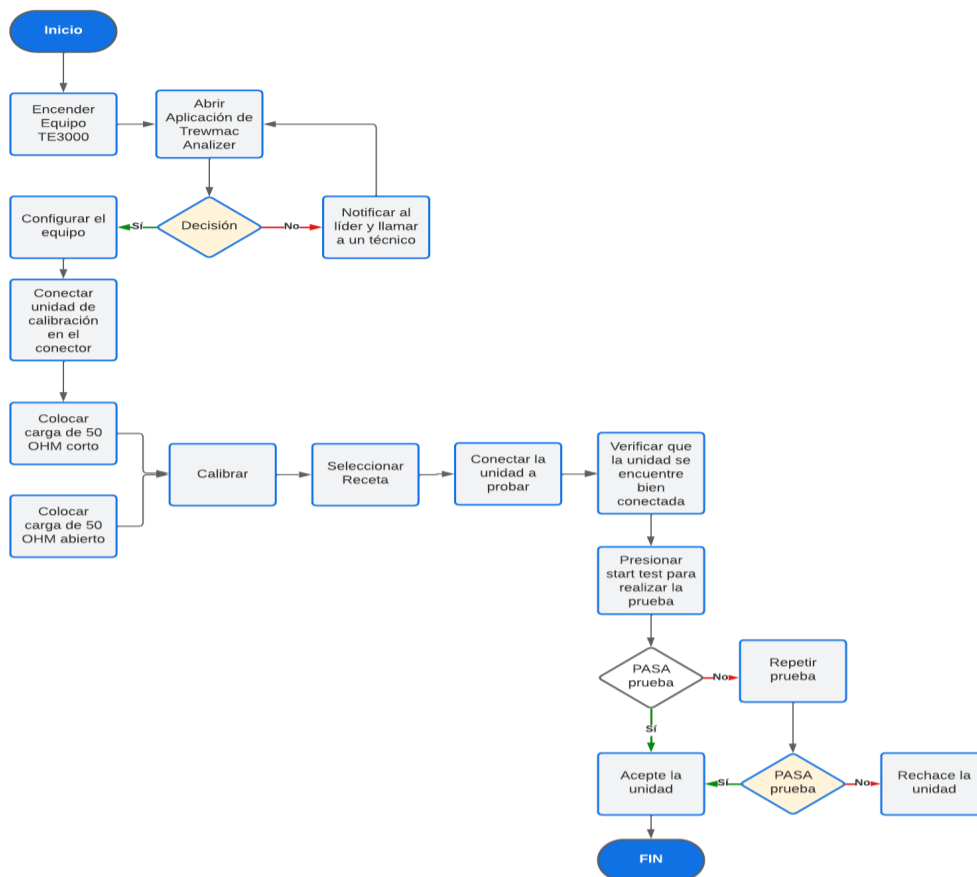 Inicio
Encender
Equipo
TE3000
Abrir
Aplicación de
Trewmac
Analizer
Configurar el
equipo
Sí
Decisión
No
Notificar al
líder y llamar
a un técnico
Conectar
unidad de
calibración
en el
conector
Colocar
carga de 50
OHM corto
Colocar
carga de 50
OHM abierto
Calibrar
Seleccionar
Receta
Conectar la
unidad a
probar
Verificar que
la unidad se
encuentre
bien
conectada
Presionar
start test para
realizar la
prueba
PASA
prueba
No
Repetir
prueba
Sí
Acepte la
unidad
Sí
PASA
prueba
No
Rechace la
unidad
FIN